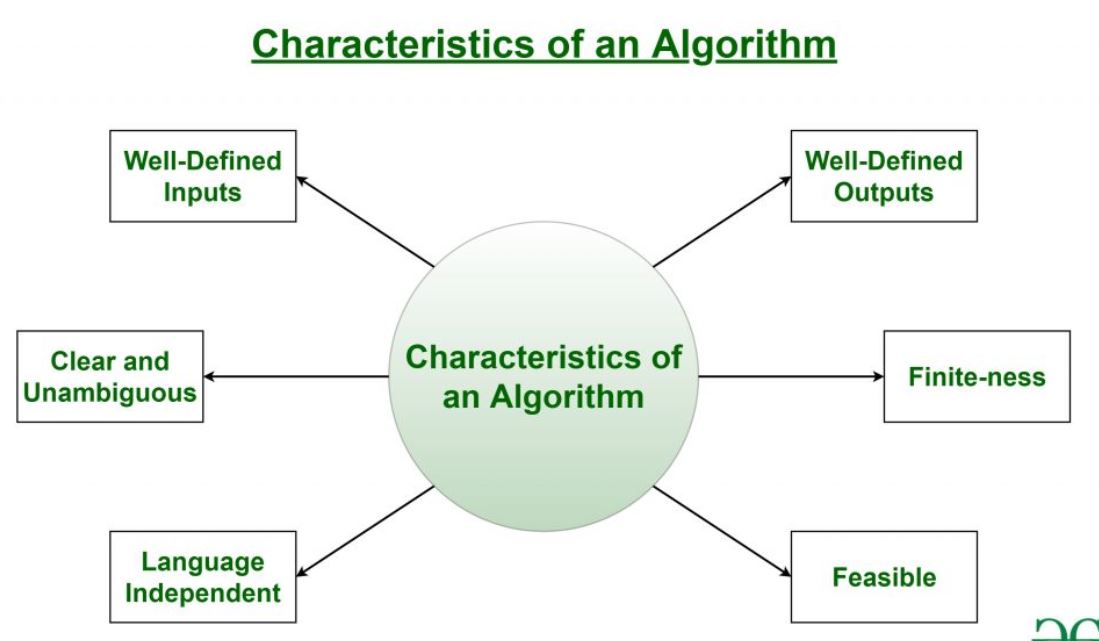 Characteristics of an Algorithm
Well-Defined
Inputs
Well-Defined
Outputs
Clear and
Unambiguous
Characteristics of
an Algorithm
Finite-ness
Language
Independent
Feasible